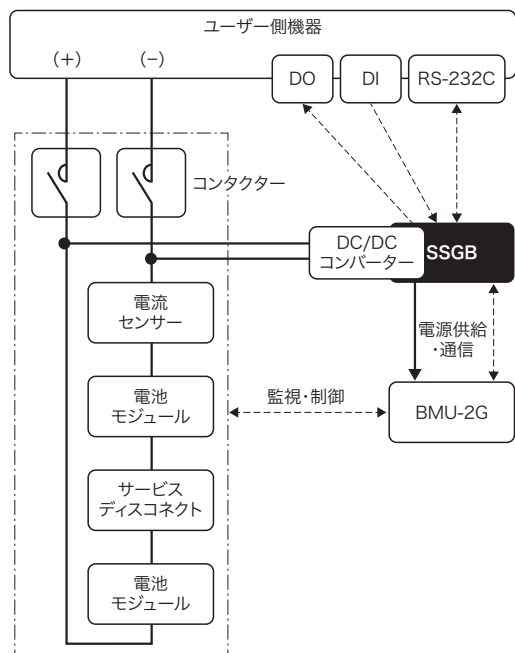 ユーザー側機器
(+)
(−)
DO
DI
RS-232C
コンタクター
DC/DC
コンバーター
SSGB
電流
センサー
電源供給
・通信
電池
モジュール
監視・制御
BMU-2G
サービス
ディスコネクト
電池
モジュール